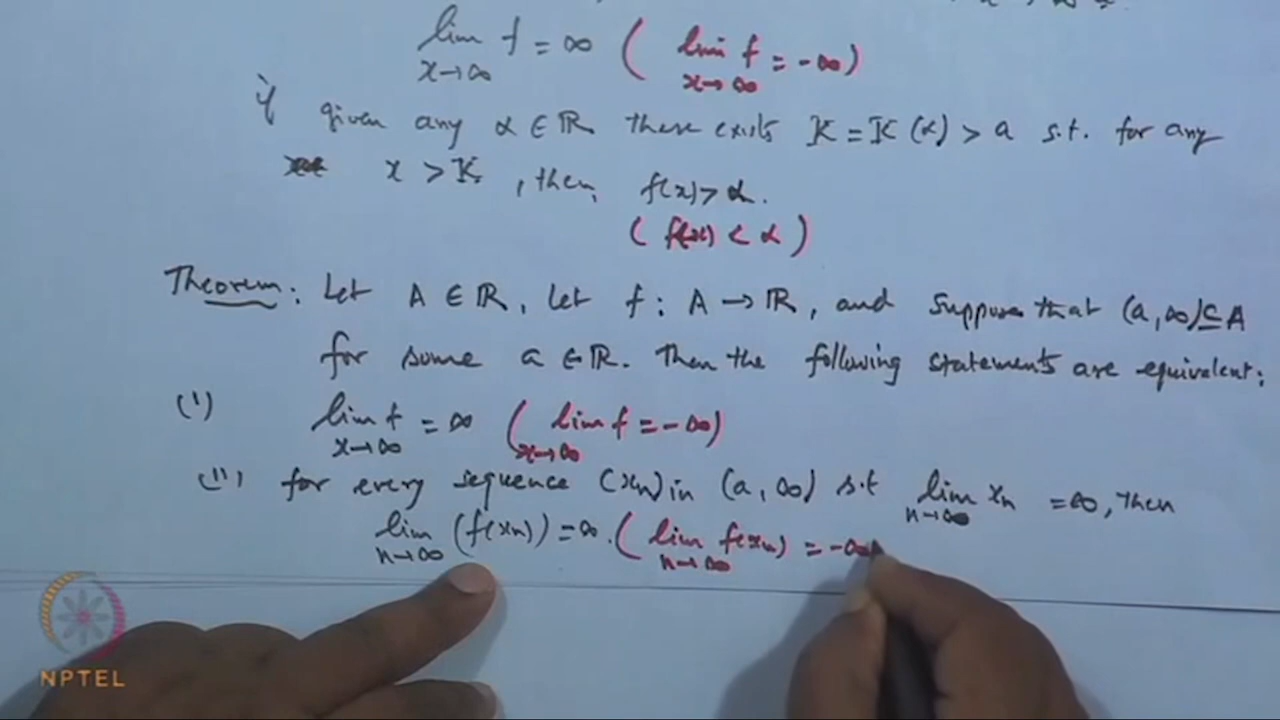 lim f = ∞ ( lim f = -∞)
x→∞ x→∞
if given any α ∈ ℝ there exists K = K(α) > a s.t. for any
x > K, then, f(x) > α.
( f(x) < α )
Theorem: Let A ∈ ℝ, let f: A → ℝ, and suppose that (a, ∞) ⊆ A
for some a ∈ ℝ. Then the following statements are equivalent:
(i) lim f = ∞ ( lim f = -∞)
x→∞ x→∞
(ii) for every sequence (xn) in (a, ∞) s.t lim xn = ∞, then
n→∞
lim (f(xn)) = ∞. ( lim f(xn) = -∞
n→∞ n→∞
NPTEL